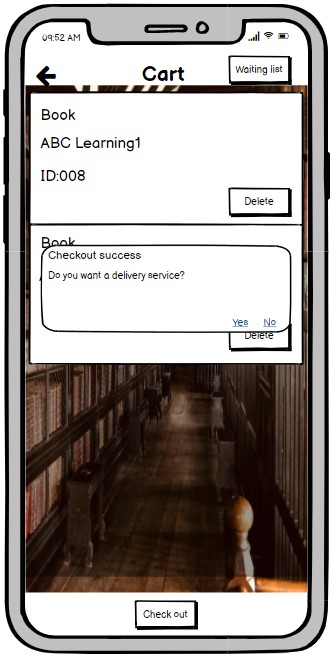 09:52 AM
Cart
Waiting list
Book
ABC Learning1
ID:008
Delete
Book
Checkout success
Do you want a delivery service?
Yes No
Delete
Check out